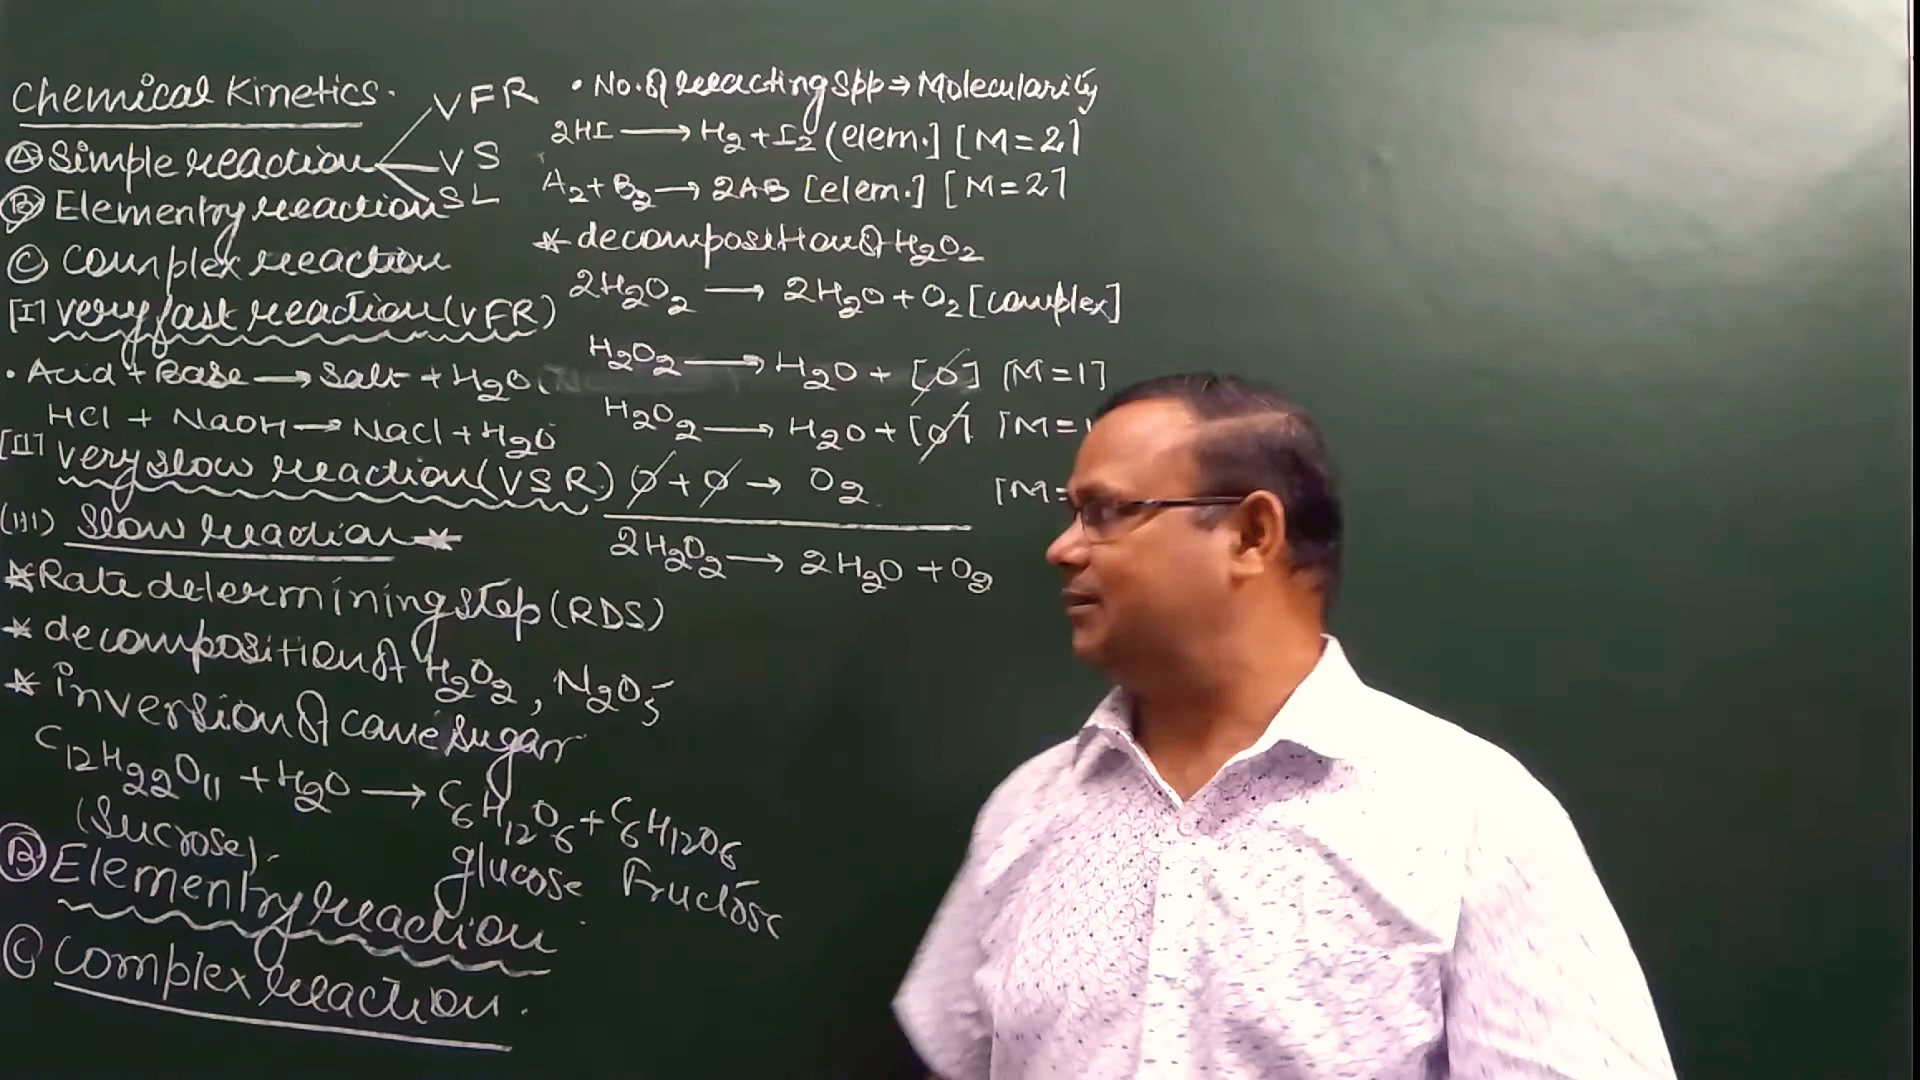 Chemical Kinetics.
Ⓐ Simple reaction
VFR
VS
SL
Ⓑ Elementry reaction
Ⓒ complex reaction
[I] very fast reaction (VFR)
• Acid + Base → Salt + H₂O
HCl + NaOH → NaCl + H₂O
[II] very slow reaction (VSR)
(III) Slow reaction ★
★ Rate determining step (RDS)
★ decomposition of H₂O₂, N₂O₅
★ inversion of cane sugar
C₁₂H₂₂O₁₁ + H₂O → C₆H₁₂O₆ + C₆H₁₂O₆
(Sucrose). glucose Fructose
Ⓑ Elementry reaction
Ⓒ complex reaction.
• No. of reacting spp ⇒ Molecularity
2HI → H₂ + I₂ (elem.] [M=2]
A₂ + B₂ → 2AB [elem.] [M=2]
★ decomposition of H₂O₂
2H₂O₂ → 2H₂O + O₂ [complex]
H₂O₂ → H₂O + [O] [M=1]
H₂O₂ → H₂O + [O] [M=
O + O → O₂ [M=
2H₂O₂ → 2H₂O + O₂